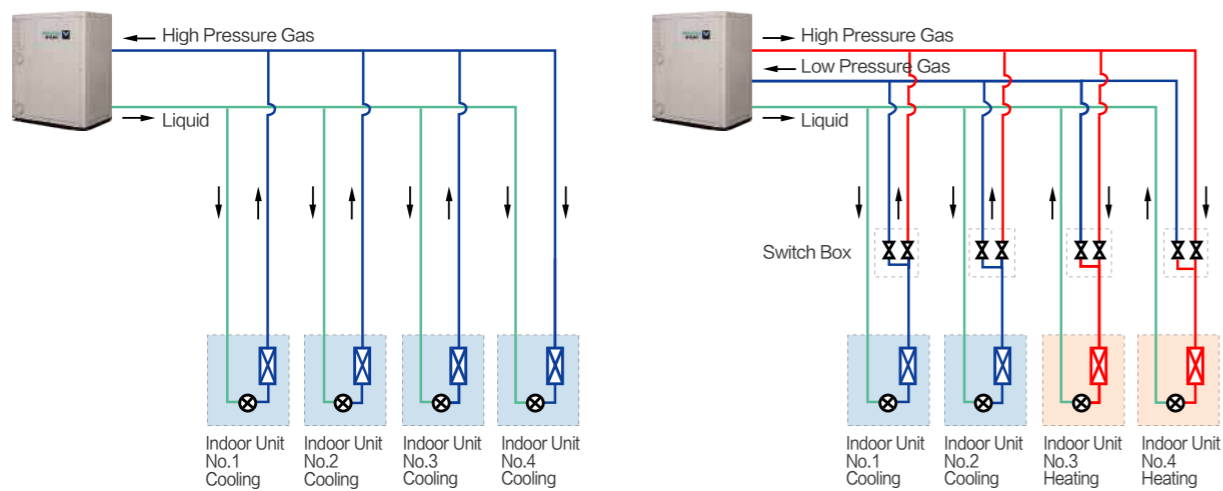 High Pressure Gas
Liquid
Indoor Unit
No.1
Cooling
Indoor Unit
No.2
Cooling
Indoor Unit
No.3
Cooling
Indoor Unit
No.4
Cooling
High Pressure Gas
Low Pressure Gas
Liquid
Switch Box
Indoor Unit
No.1
Cooling
Indoor Unit
No.2
Cooling
Indoor Unit
No.3
Heating
Indoor Unit
No.4
Heating